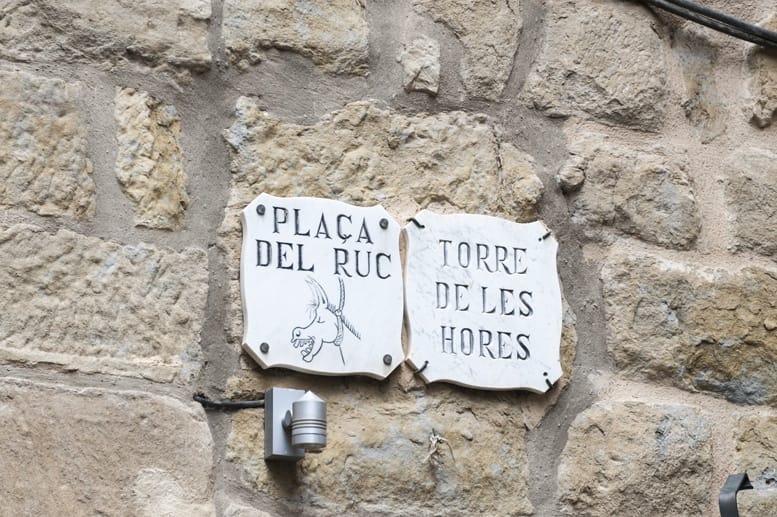 PLAÇA
DEL RUC
TORRE
DE LES
HORES